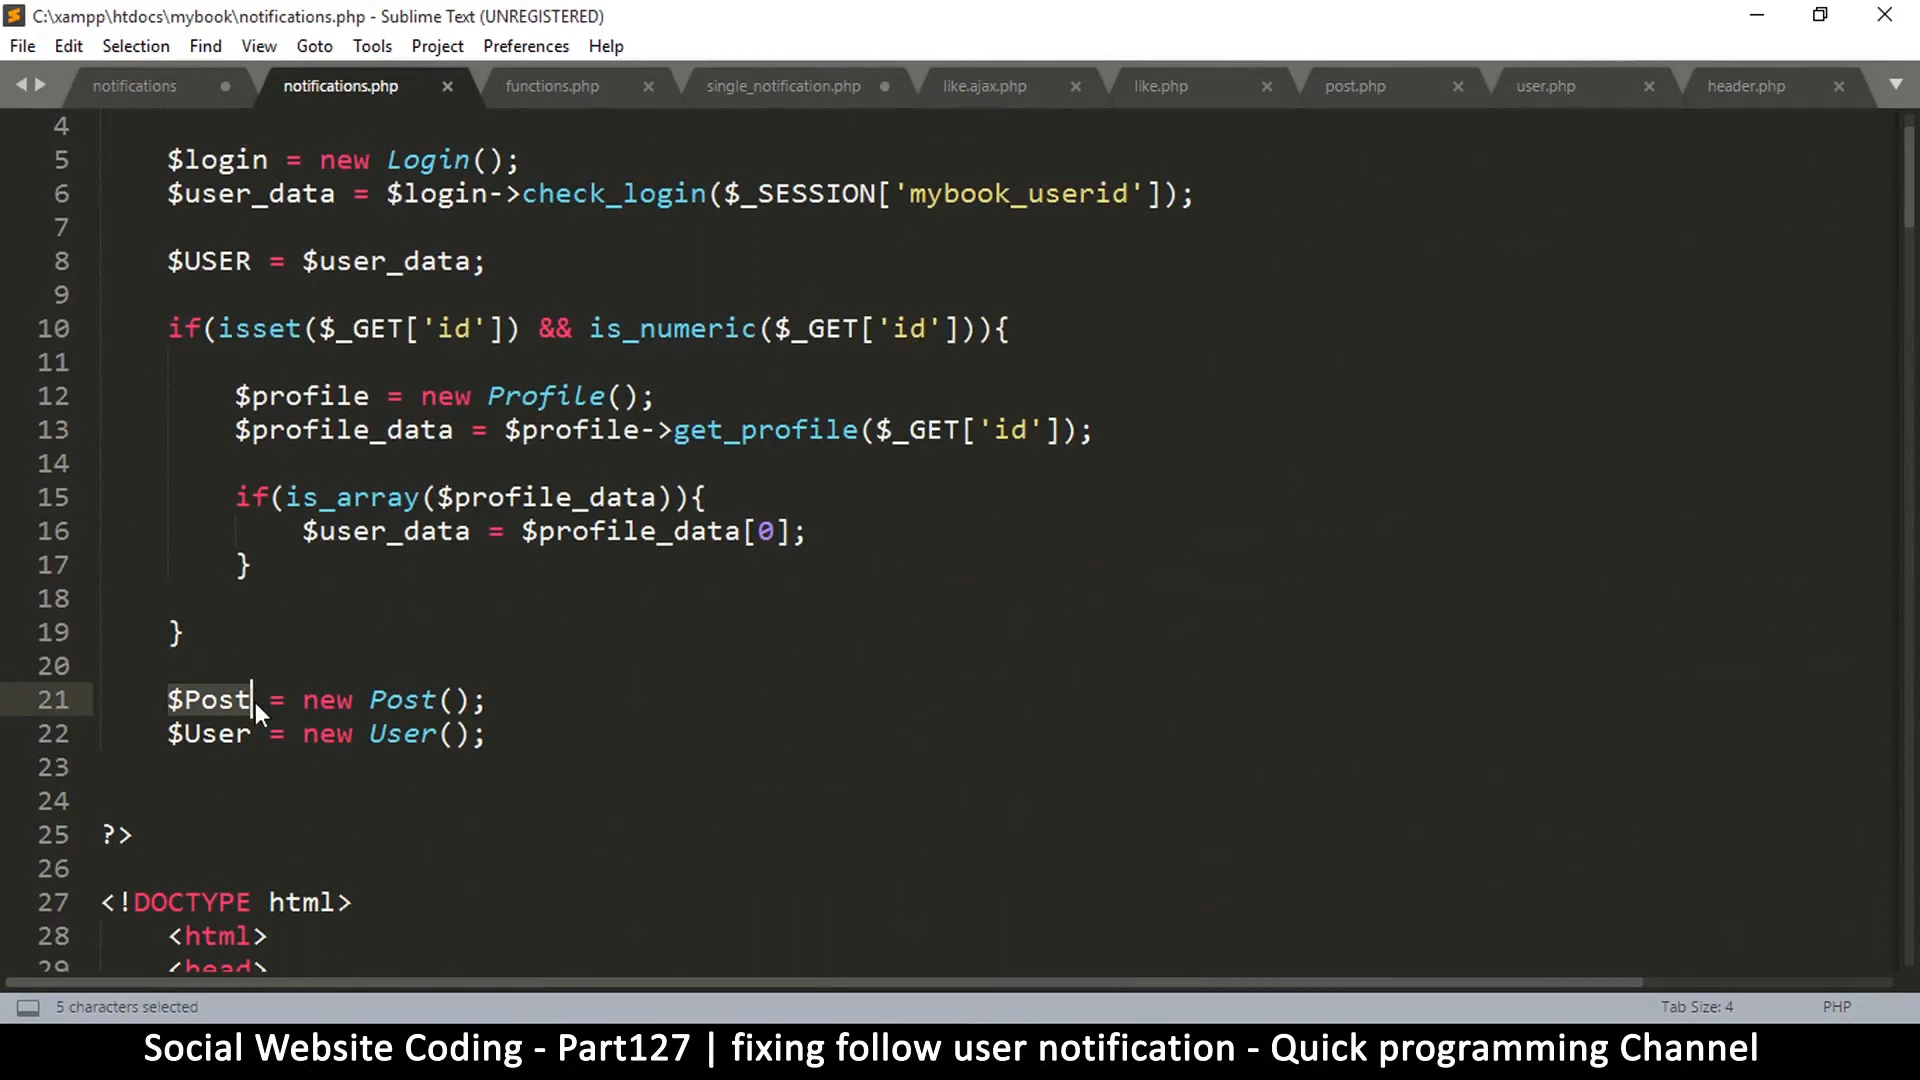 C:\xampp\htdocs\mybook\notifications.php - Sublime Text (UNREGISTERED)
File Edit Selection Find View Goto Tools Project Preferences Help
notifications notifications.php functions.php single_notification.php like.ajax.php like.php post.php user.php header.php
4
5 $login = new Login();
6 $user_data = $login->check_login($_SESSION['mybook_userid']);
7
8 $USER = $user_data;
9
10 if(isset($_GET['id']) && is_numeric($_GET['id'])){
11
12 $profile = new Profile();
13 $profile_data = $profile->get_profile($_GET['id']);
14
15 if(is_array($profile_data)){
16 $user_data = $profile_data[0];
17 }
18
19 }
20
21 $Post = new Post();
22 $User = new User();
23
24
25 ?>
26
27 <!DOCTYPE html>
28 <html>
29 <head>
5 characters selected Tab Size: 4 PHP
Social Website Coding - Part127 | fixing follow user notification - Quick programming Channel